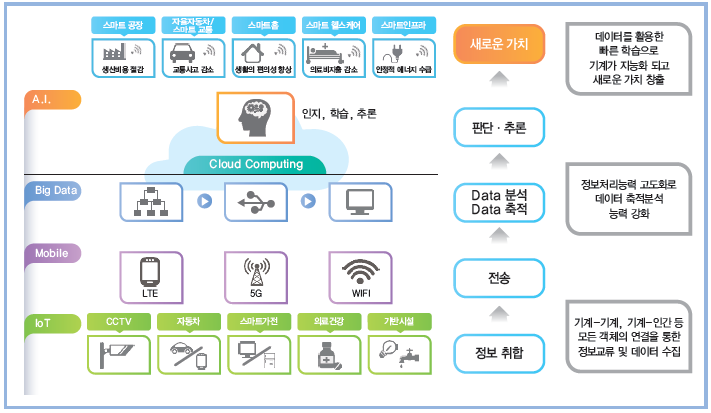 스마트 공장
자율자동차/
스마트 교통
스마트홈
스마트 헬스케어
스마트인프라
생산비용 절감
교통사고 감소
생활의 편의성 향상
의료비지출 감소
안정적 에너지 수급
새로운 가치
데이터를 활용한
빠른 학습으로
기계가 지능화 되고
새로운 가치 창출
A.I.
인지, 학습, 추론
판단 · 추론
Cloud Computing
Big Data
Data 분석
Data 축적
정보처리능력 고도화로
데이터 축적분석
능력 강화
Mobile
LTE
5G
WIFI
전송
IoT
CCTV
자동차
스마트가전
의료건강
기반시설
정보 취합
기계-기계, 기계-인간 등
모든 객체의 연결을 통한
정보교류 및 데이터 수집